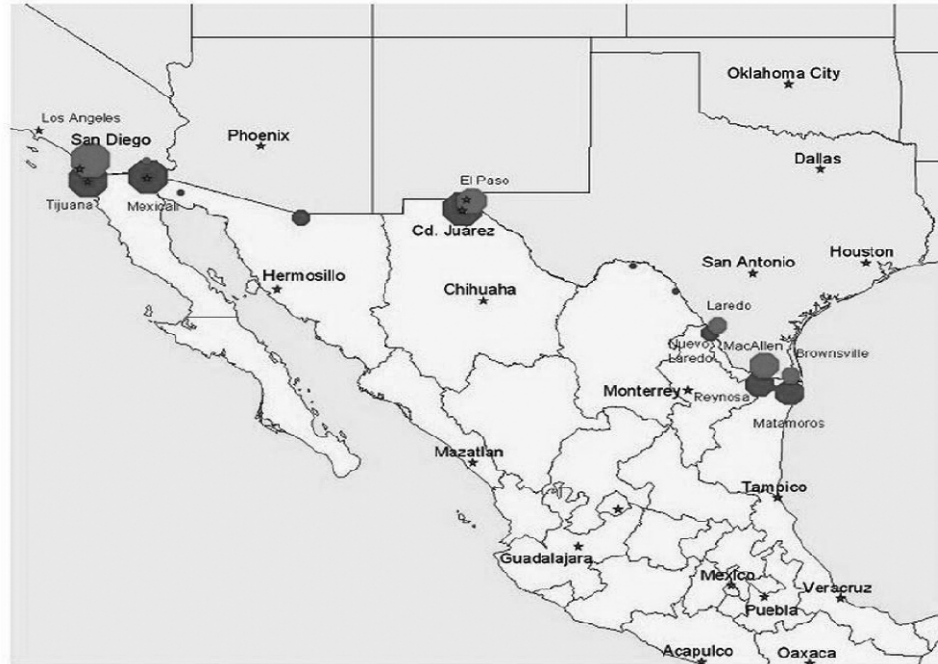 Oklahoma City
Los Angeles
San Diego
Phoenix
Dallas
El Paso
Tijuana
Mexicali
Cd. Juárez
Houston
San Antonio
Hermosillo
Chihuaha
Laredo
Nuevo
Laredo
MacAllen
Brownsville
Monterrey
Reynosa
Matamoros
Mazatlan
Tampico
Guadalajara
Mexico
Veracruz
Puebla
Acapulco
Oaxaca